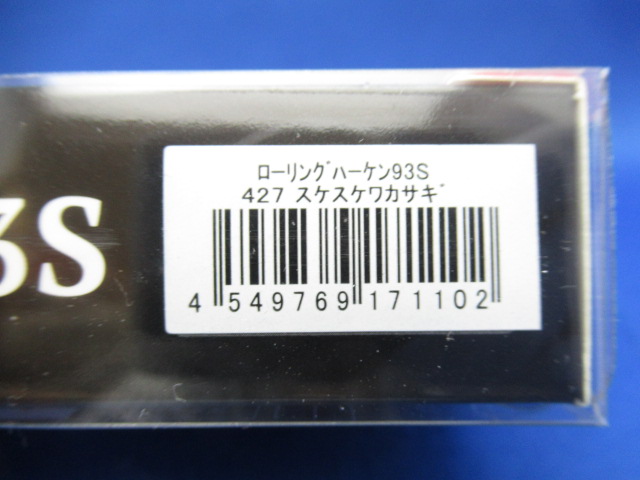 ﾛｰﾘﾝｸﾞﾊｰｹﾝ93S
427 ｽｹｽｹﾜｶｻｷﾞ
4 549769 171102
3S